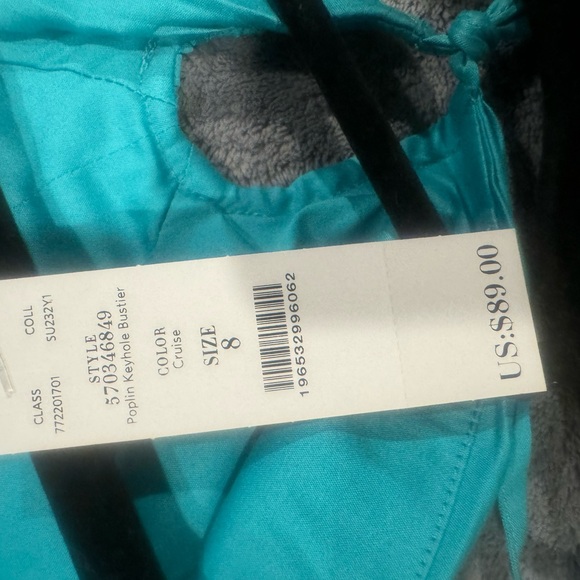 CLASS
772201701
COLL
SU232Y1
STYLE
570346849
Poplin Keyhole Bustier
COLOR
Cruise
SIZE
8
196532996062
US:$89.00